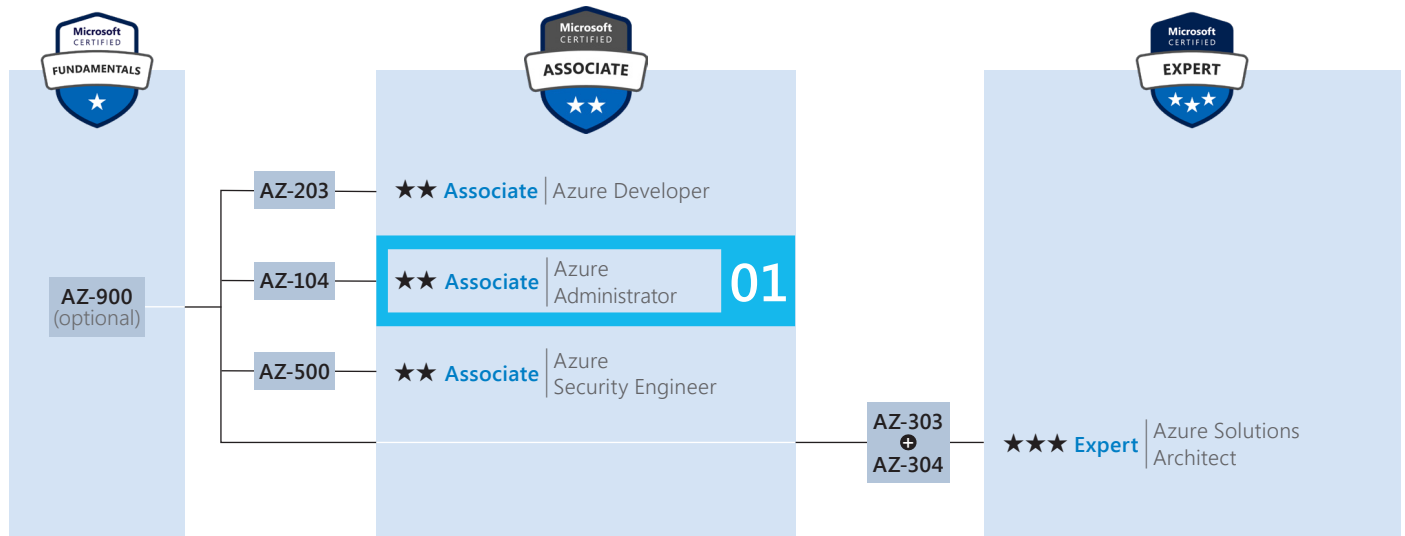 Microsoft
CERTIFIED
FUNDAMENTALS
Microsoft
CERTIFIED
ASSOCIATE
Microsoft
CERTIFIED
EXPERT
AZ-900
(optional)
AZ-203
Associate Azure Developer
AZ-104
Associate
Azure
Administrator
01
AZ-500
Associate
Azure
Security Engineer
AZ-303
AZ-304
Expert
Azure Solutions
Architect